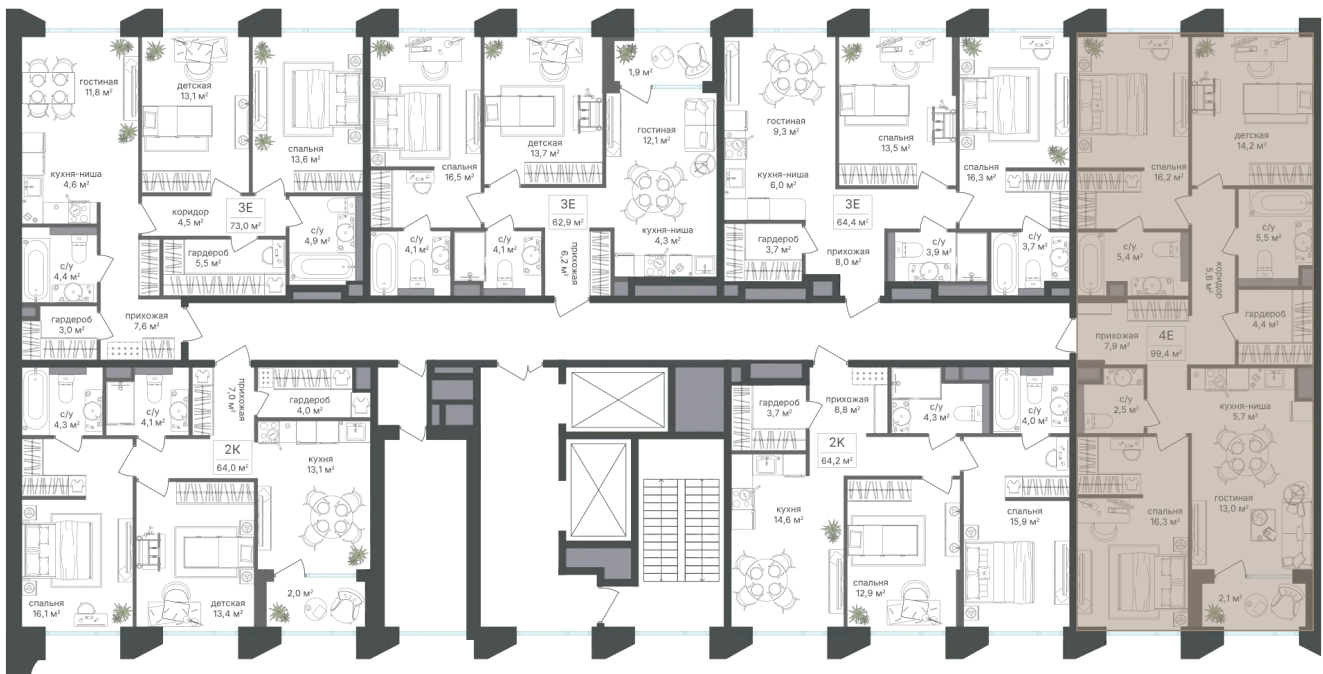 гостиная
11,8 м²
кухня-ниша
4,6 м²
детская
13,1 м²
спальня
13,6 м²
коридор
4,5 м²
3Е
73,0 м²
с/у
4,9 м²
гардероб
5,5 м²
с/у
4,4 м²
гардероб
3,0 м²
прихожая
7,6 м²
спальня
16,5 м²
детская
13,7 м²
1,9 м²
гостиная
12,1 м²
3Е
62,9 м²
с/у
4,1 м²
с/у
4,1 м²
прихожая
6,2 м²
кухня-ниша
4,3 м²
гостиная
9,3 м²
кухня-ниша
6,0 м²
спальня
13,5 м²
спальня
16,3 м²
3Е
64,4 м²
гардероб
3,7 м²
прихожая
8,0 м²
с/у
3,9 м²
с/у
3,7 м²
спальня
16,2 м²
детская
14,2 м²
с/у
5,4 м²
с/у
5,5 м²
коридор
5,8 м²
гардероб
4,4 м²
прихожая
7,9 м²
4Е
99,4 м²
с/у
2,5 м²
кухня-ниша
5,7 м²
гостиная
13,0 м²
спальня
16,3 м²
2,1 м²
с/у
4,3 м²
с/у
4,1 м²
прихожая
7,0 м²
гардероб
4,0 м²
2К
64,0 м²
кухня
13,1 м²
спальня
16,1 м²
детская
13,4 м²
2,0 м²
гардероб
3,7 м²
прихожая
8,8 м²
с/у
4,3 м²
с/у
4,0 м²
2К
64,2 м²
кухня
14,6 м²
спальня
12,9 м²
спальня
15,9 м²